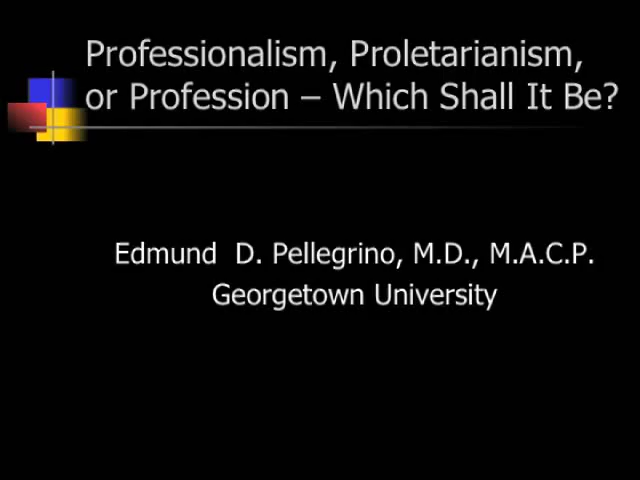 Professionalism, Proletarianism,
or Profession – Which Shall It Be?
Edmund D. Pellegrino, M.D., M.A.C.P.
Georgetown University